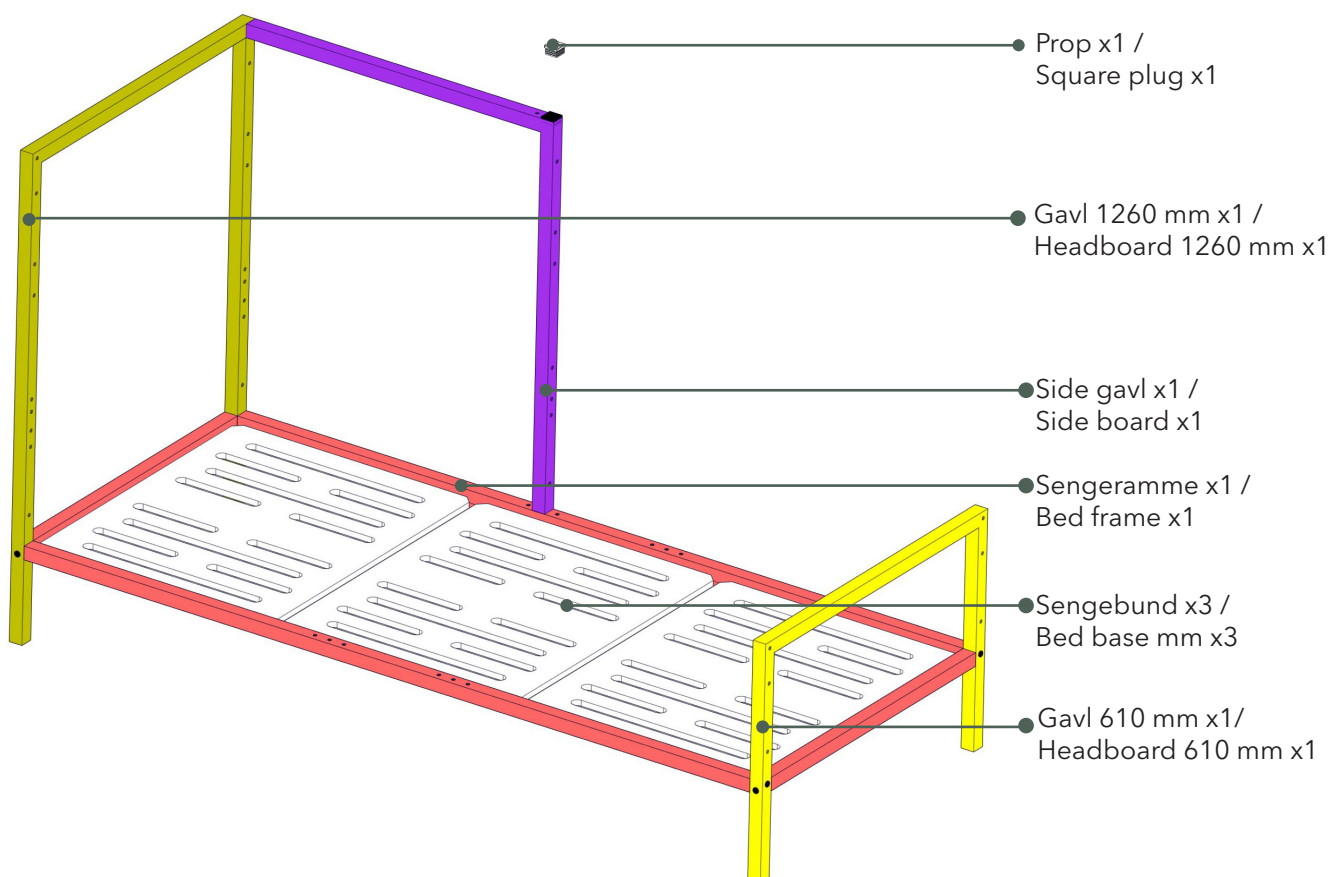 Prop x1 /
Square plug x1
Gavl 1260 mm x1 /
Headboard 1260 mm x1
Side gavl x1 /
Side board x1
Sengeramme x1 /
Bed frame x1
Sengebund x3 /
Bed base mm x3
Gavl 610 mm x1/
Headboard 610 mm x1